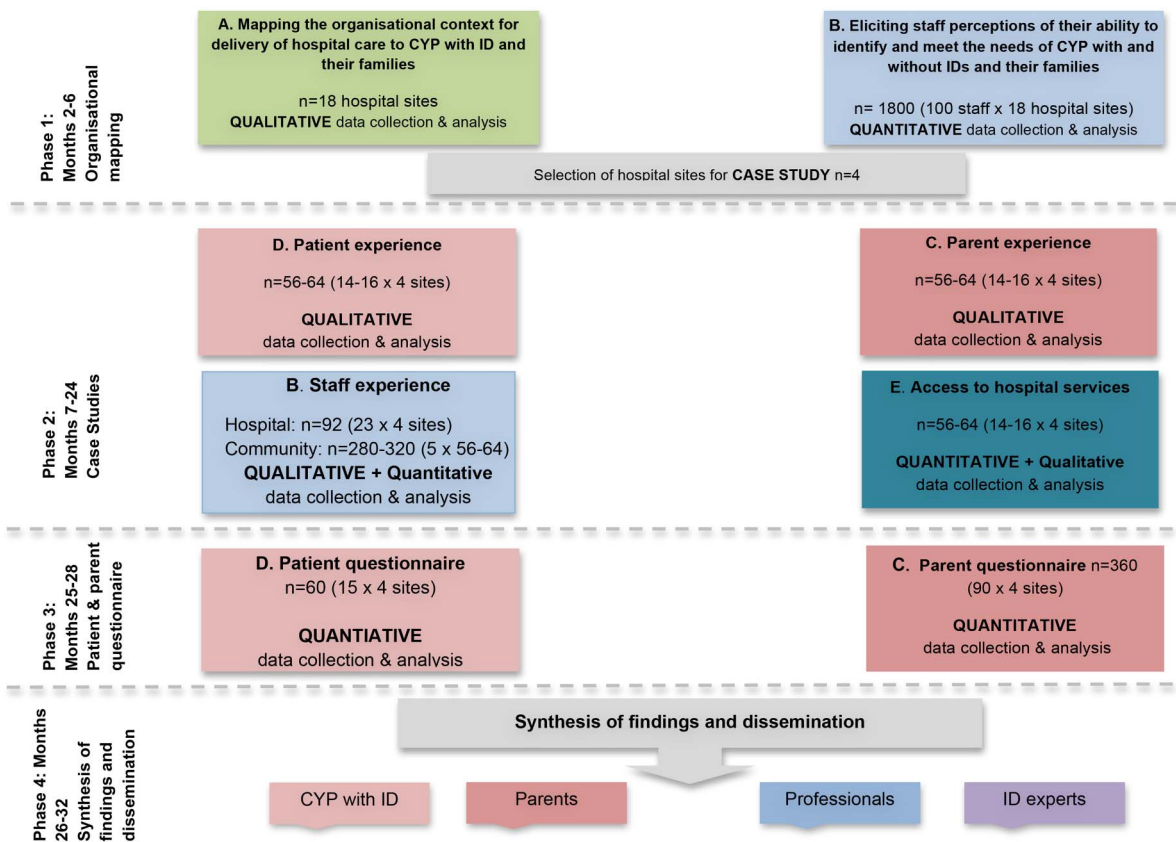 Phase 1:
Months 2-6
Organisational
mapping
A. Mapping the organisational context for
delivery of hospital care to CYP with ID and
their families
n=18 hospital sites
QUALITATIVE data collection & analysis
B. Eliciting staff perceptions of their ability to
identify and meet the needs of CYP with and
without IDs and their families
n= 1800 (100 staff x 18 hospital sites)
QUANTITATIVE data collection & analysis
Selection of hospital sites for CASE STUDY n=4
Phase 2:
Months 7-24
Case Studies
D. Patient experience
n=56-64 (14-16 x 4 sites)
QUALITATIVE
data collection & analysis
C. Parent experience
n=56-64 (14-16 x 4 sites)
QUALITATIVE
data collection & analysis
B. Staff experience
Hospital: n=92 (23 x 4 sites)
Community: n=280-320 (5 x 56-64)
QUALITATIVE + Quantitative
data collection & analysis
E. Access to hospital services
n=56-64 (14-16 x 4 sites)
QUANTITATIVE + Qualitative
data collection & analysis
Phase 3:
Months 25-28
Patient & parent
questionnaire
D. Patient questionnaire
n=60 (15 x 4 sites)
QUANTIATIVE
data collection & analysis
C. Parent questionnaire n=360
(90 x 4 sites)
QUANTITATIVE
data collection & analysis
Phase 4: Months
26-32
Synthesis of
findings and
dissemination
Synthesis of findings and dissemination
CYP with ID
Parents
Professionals
ID experts